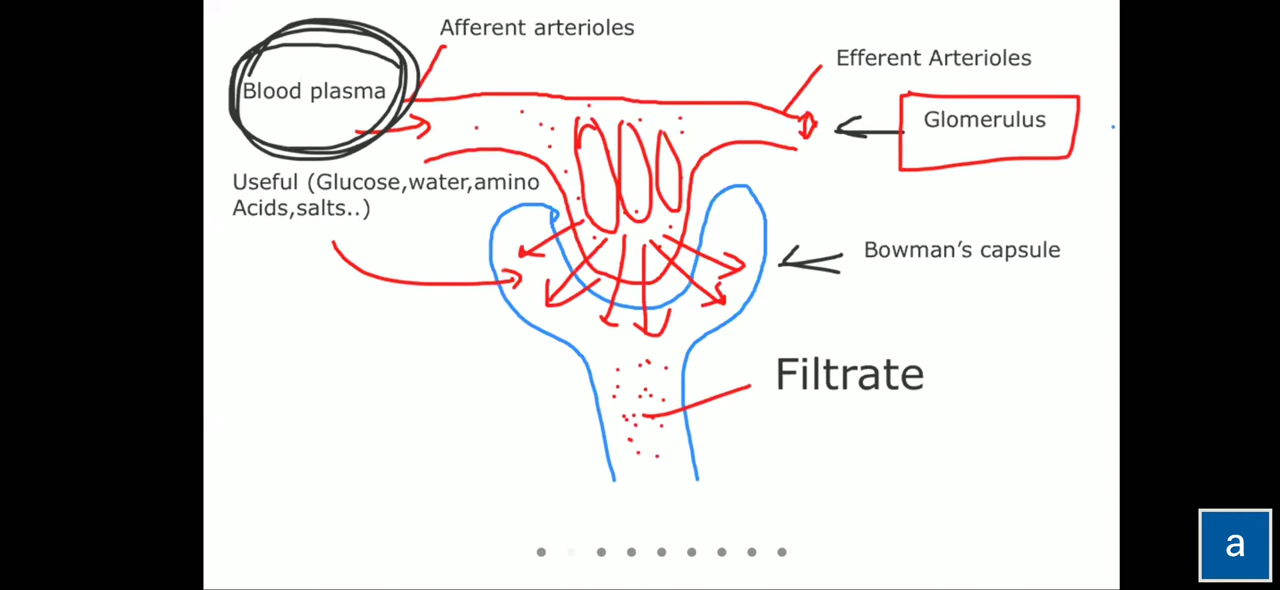 Afferent arterioles
Efferent Arterioles
Blood plasma
Glomerulus
Useful (Glucose,water,amino
Acids,salts..)
Bowman’s capsule
Filtrate
a